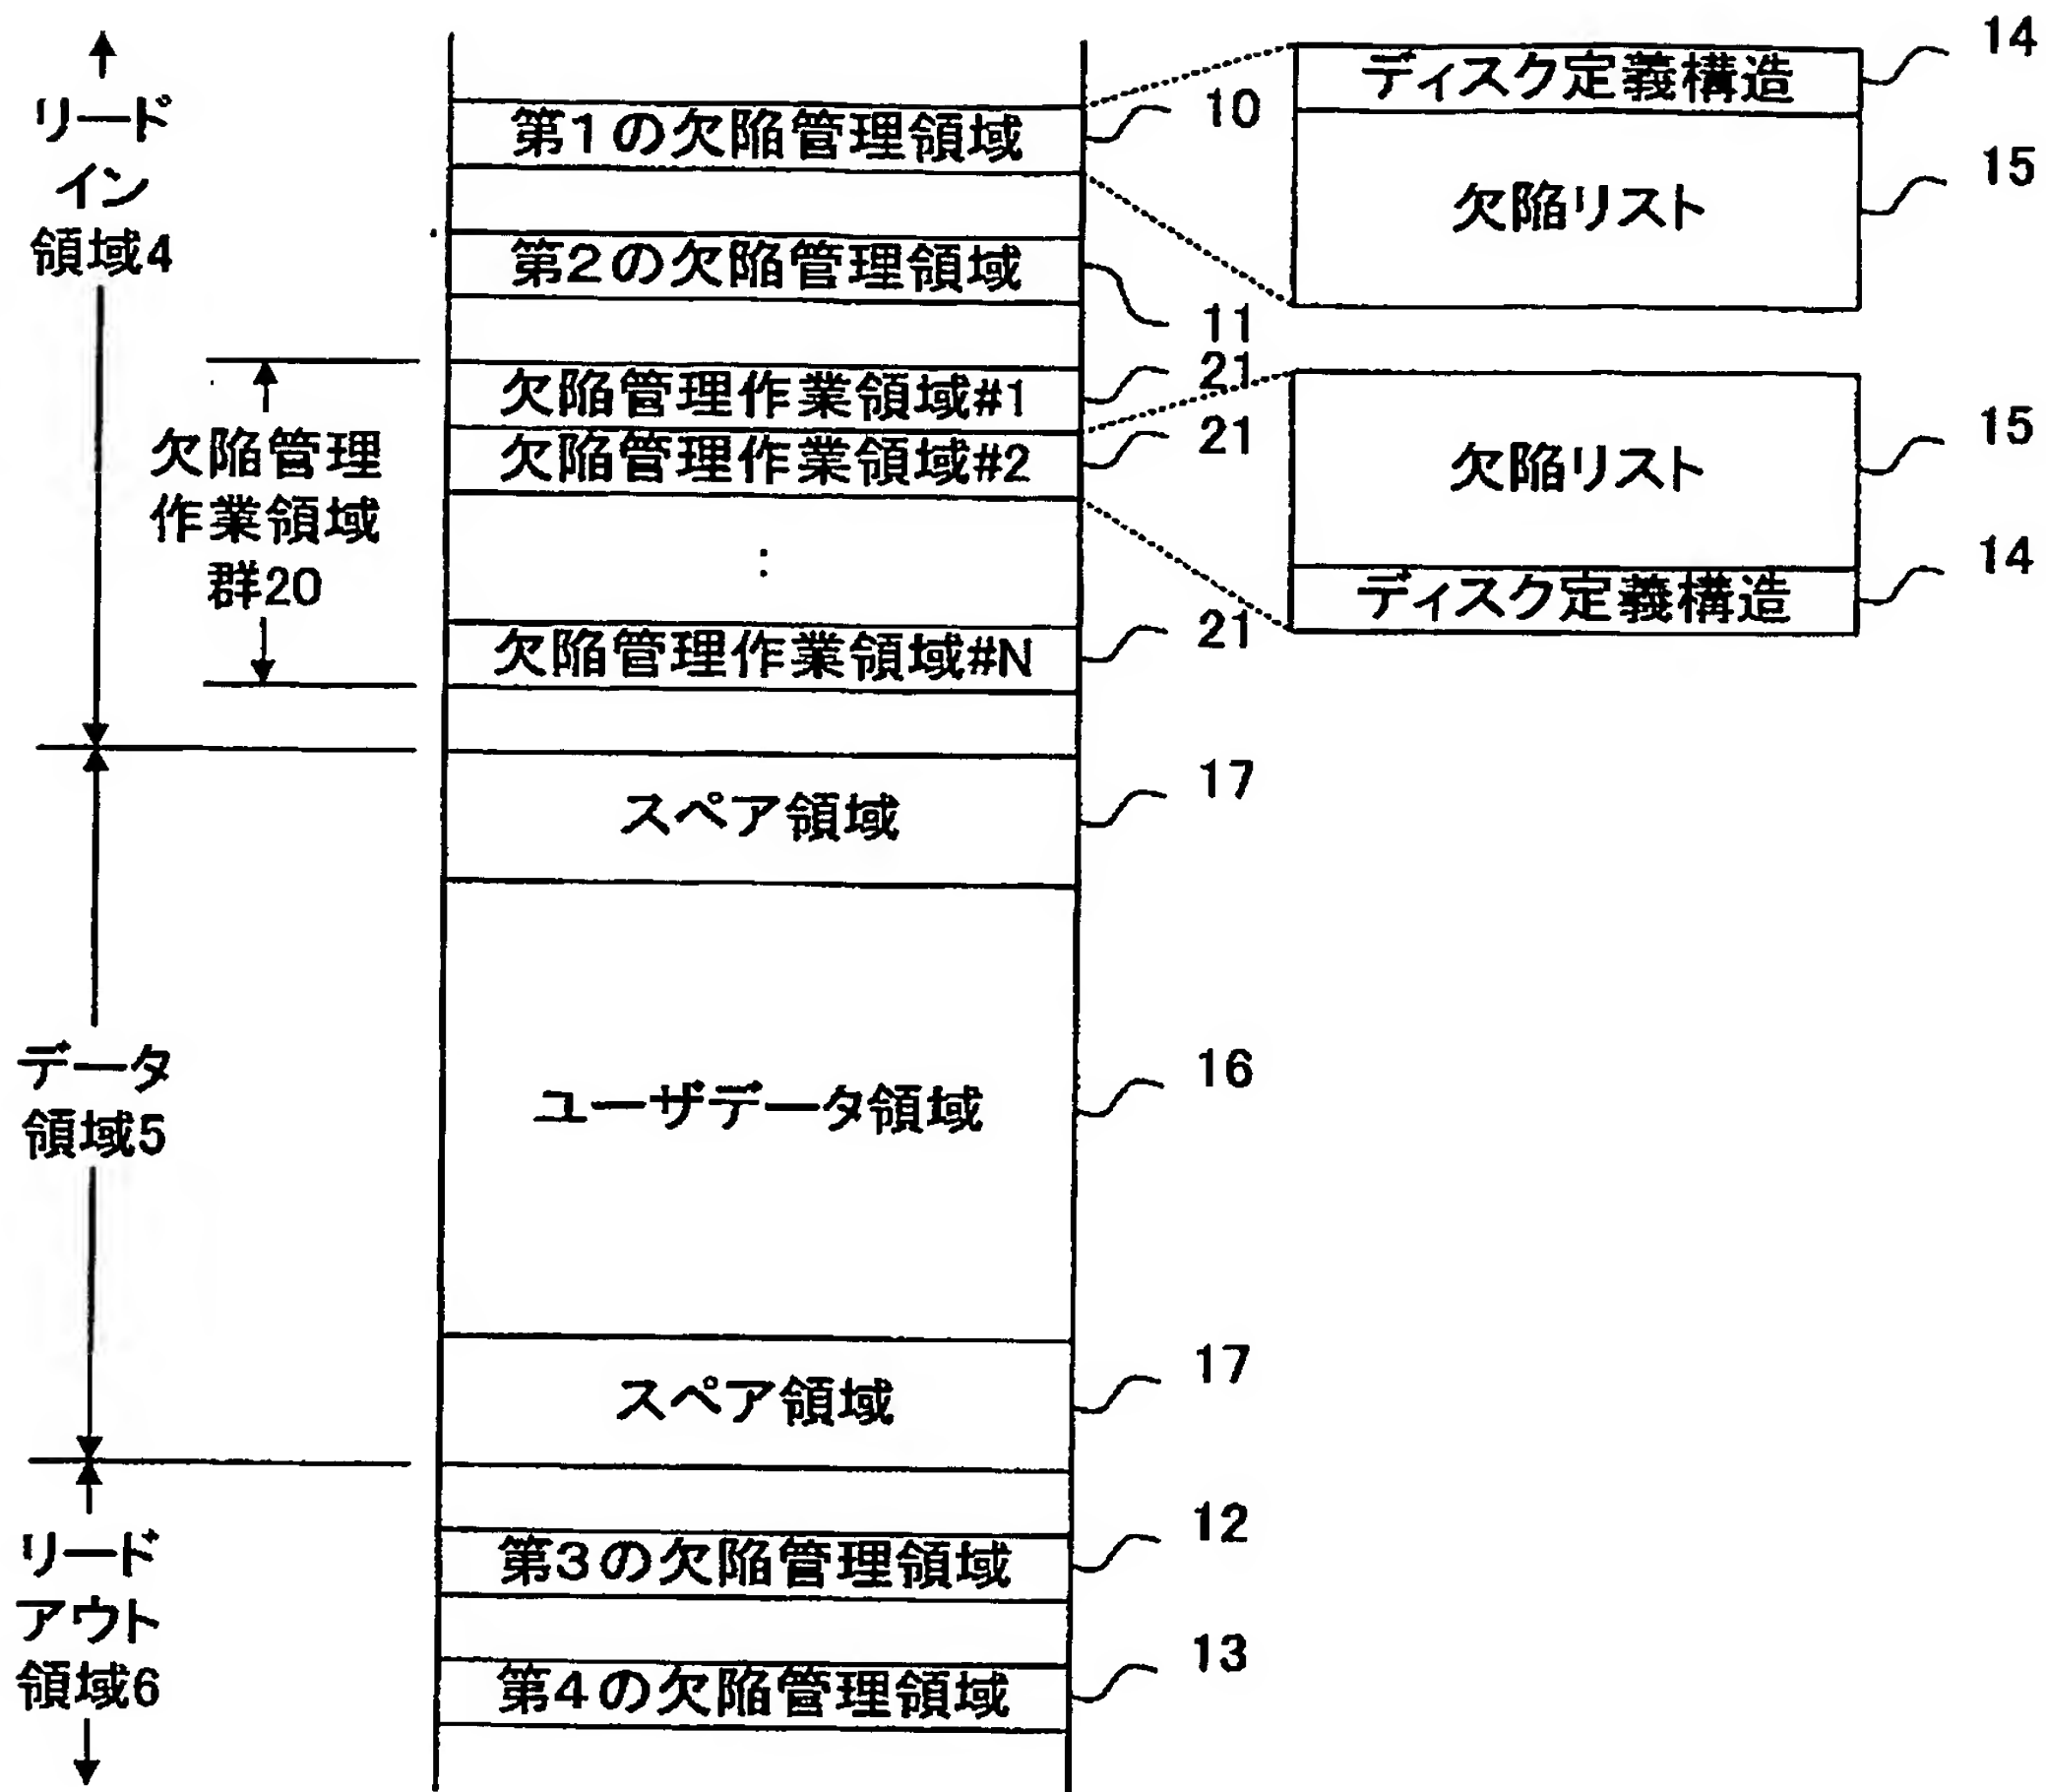 リード
イン
領域4
欠陥管理
作業領域
群20
データ
領域5
リード
アウト
領域6
第1の欠陥管理領域
10
第2の欠陥管理領域
11
欠陥管理作業領域#1
21
欠陥管理作業領域#2
21
:
欠陥管理作業領域#N
21
スペア領域
17
ユーザデータ領域
16
スペア領域
17
第3の欠陥管理領域
12
第4の欠陥管理領域
13
ディスク定義構造
14
欠陥リスト
15
欠陥リスト
15
ディスク定義構造
14